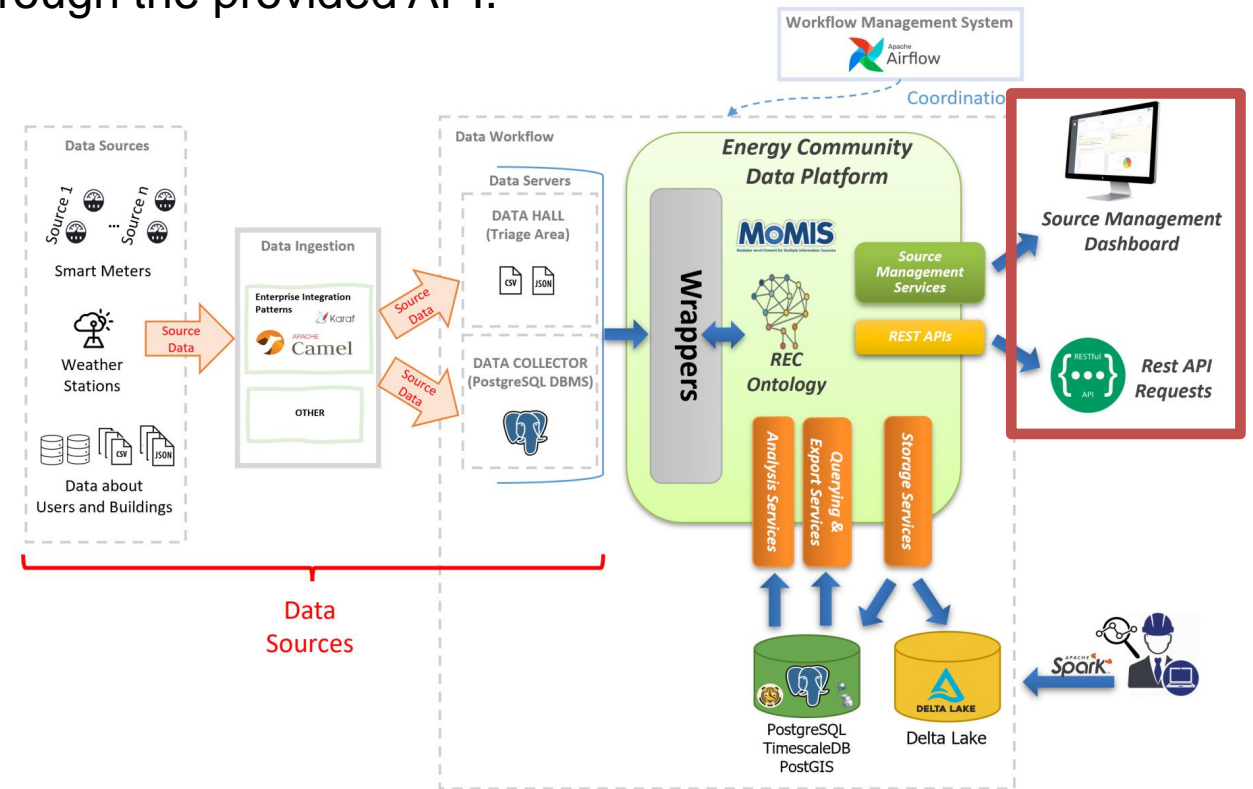 rough the provided API.
Workflow Management System
Apache
Airflow
Coordinatio
Data Sources
Source 1
...
Source n
Smart Meters
Weather
Stations
CSV
JSON
Data about
Users and Buildings
Source
Data
Data Ingestion
Enterprise Integration
Patterns
Karaf
APACHE
Camel
OTHER
Source
Data
Source
Data
Data Workflow
Data Servers
DATA HALL
(Triage Area)
CSV
JSON
DATA COLLECTOR
(PostgreSQL DBMS)
Data
Sources
Energy Community
Data Platform
Wrappers
MOMIS
REC
Ontology
Source
Management
Services
REST APIs
Analysis Services
Querying &
Export Services
Storage Services
Source Management
Dashboard
RESTful
API
Rest API
Requests
PostgreSQL
TimescaleDB
PostGIS
DELTA LAKE
Delta Lake
APACHE
Spark